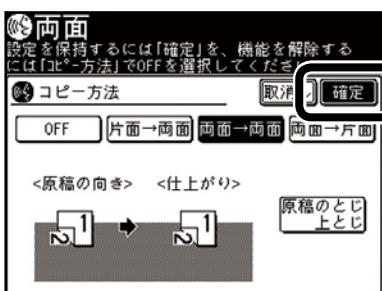 両面
設定を保持するには「確定」を、機能を解除する
には「ｺﾋﾟｰ方法」でOFFを選択してくださ
コピー方法
取消し 確定
OFF 片面→両面 両面→両面 両面→片面
<原稿の向き> <仕上がり>
1 2 1 2
原稿のとじ
上とじ